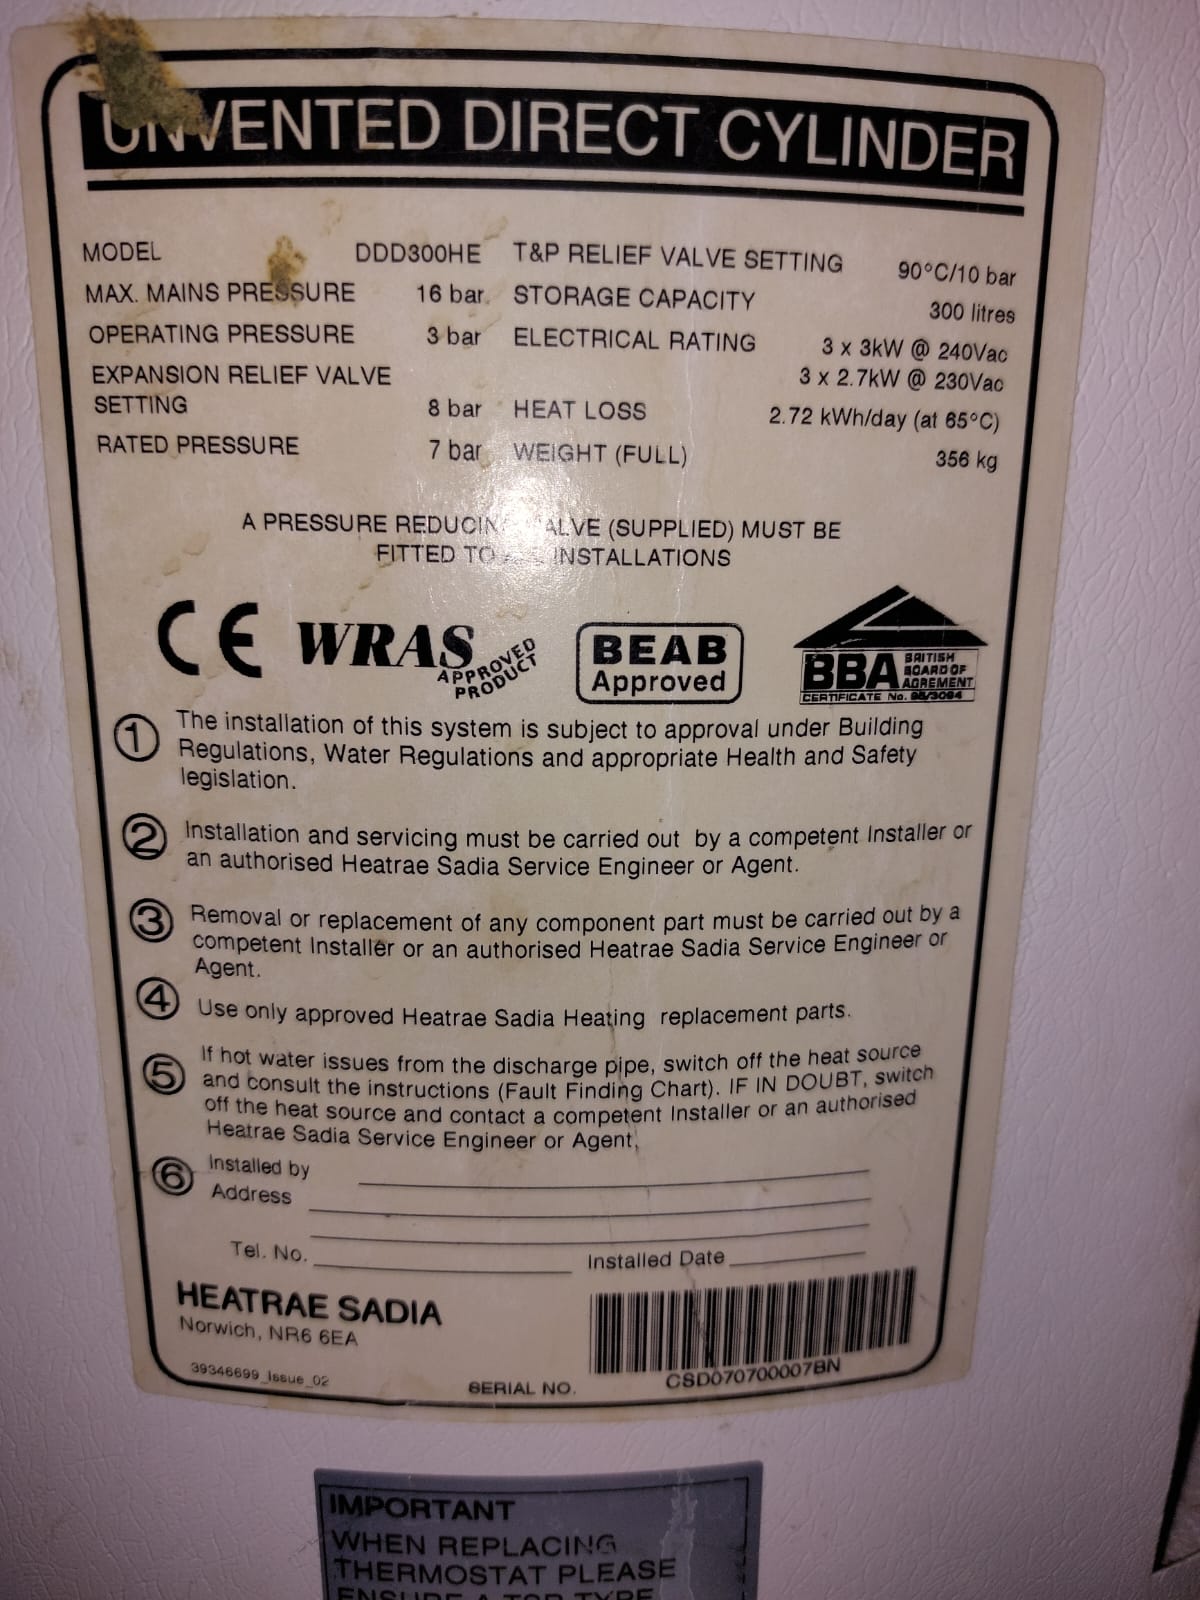 UNVENTED DIRECT CYLINDER
MODEL DDD300HE
MAX. MAINS PRESSURE 16 bar
OPERATING PRESSURE 3 bar
EXPANSION RELIEF VALVE
SETTING 8 bar
RATED PRESSURE 7 bar
T&P RELIEF VALVE SETTING 90°C/10 bar
STORAGE CAPACITY 300 litres
ELECTRICAL RATING 3 x 3kW @ 240Vac
3 x 2.7kW @ 230Vac
HEAT LOSS 2.72 kWh/day (at 65°C)
WEIGHT (FULL) 356 kg
A PRESSURE REDUCING VALVE (SUPPLIED) MUST BE
FITTED TO ALL INSTALLATIONS
CE WRAS APPROVED PRODUCT
BEAB
Approved
BBA BRITISH
BOARD OF
AGREMENT
CERTIFICATE No. 98/3094
1 The installation of this system is subject to approval under Building
Regulations, Water Regulations and appropriate Health and Safety
legislation.
2 Installation and servicing must be carried out by a competent Installer or
an authorised Heatrae Sadia Service Engineer or Agent.
3 Removal or replacement of any component part must be carried out by a
competent Installer or an authorised Heatrae Sadia Service Engineer or
Agent.
4 Use only approved Heatrae Sadia Heating replacement parts.
5 If hot water issues from the discharge pipe, switch off the heat source
and consult the instructions (Fault Finding Chart). IF IN DOUBT, switch
off the heat source and contact a competent Installer or an authorised
Heatrae Sadia Service Engineer or Agent.
6 Installed by
Address
Tel. No. Installed Date
HEATRAE SADIA
Norwich, NR6 6EA
39346699_Issue_02
SERIAL NO. CSD070700007BN
IMPORTANT
WHEN REPLACING
THERMOSTAT PLEASE
ENSURE A TSR TYPE